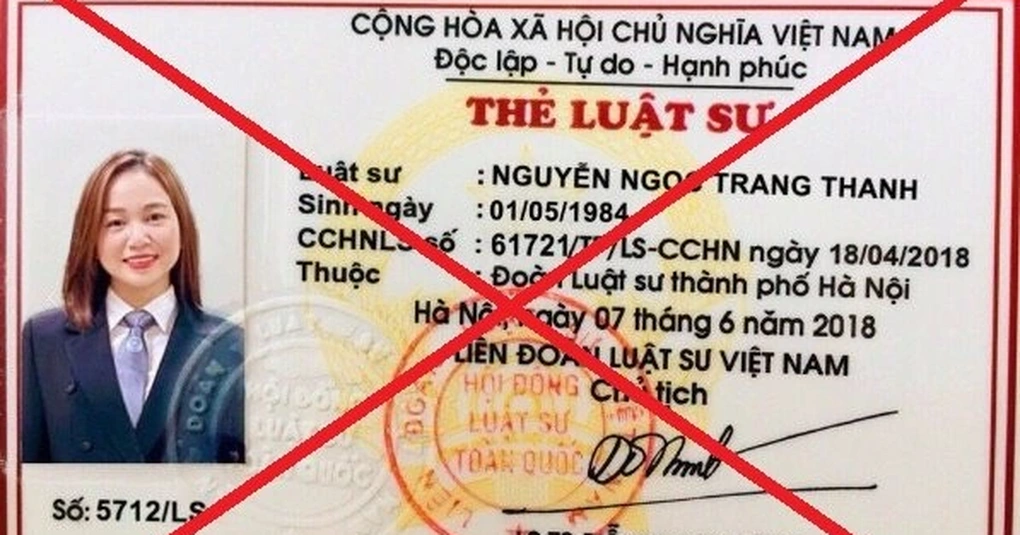 CỘNG HÒA XÃ HỘI CHỦ NGHĨA VIỆT NAM
Độc lập - Tự do - Hạnh phúc
THẺ LUẬT SƯ
Luật sư : NGUYỄN NGỌC TRANG THANH
Sinh ngày : 01/05/1984
CCHNLS số : 61721/TP/LS-CCHN ngày 18/04/2018
Thuộc : Đoàn Luật sư thành phố Hà Nội
Hà Nội, ngày 07 tháng 6 năm 2018
LIÊN ĐOÀN LUẬT SƯ VIỆT NAM
Chủ tịch
HỘI ĐỒNG
LUẬT SƯ
TOÀN QUỐC
Số: 5712/LS